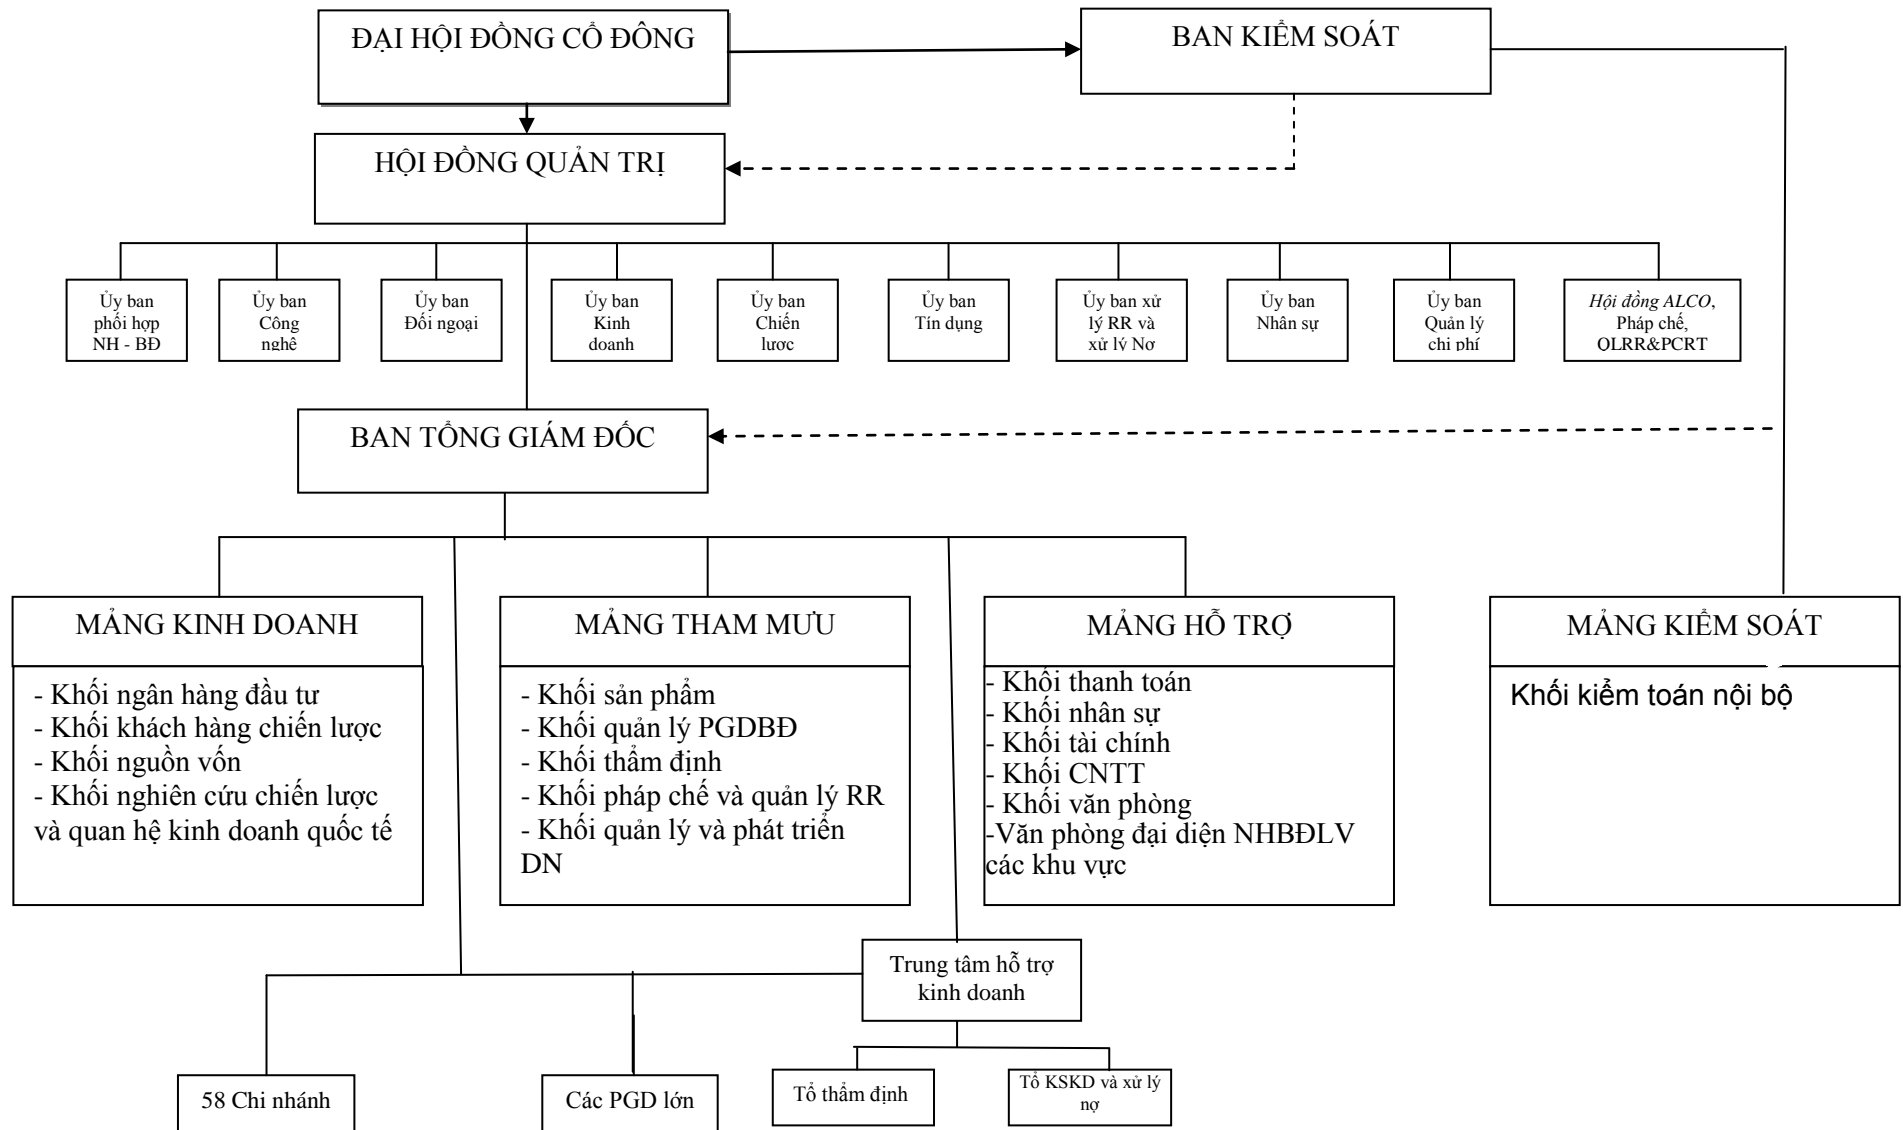 ĐẠI HỘI ĐỒNG CỔ ĐÔNG
BAN KIỂM SOÁT
HỘI ĐỒNG QUẢN TRỊ
Ủy ban
phối hợp
NH - BĐ
Ủy ban
Công
nghệ
Ủy ban
Đối ngoại
Ủy ban
Kinh
doanh
Ủy ban
Chiến
lược
Ủy ban
Tín dụng
Ủy ban xử
lý RR và
xử lý Nợ
Ủy ban
Nhân sự
Ủy ban
Quản lý
chi phí
Hội đồng ALCO,
Pháp chế,
QLRR&PCRT
BAN TỔNG GIÁM ĐỐC
MẢNG KINH DOANH
- Khối ngân hàng đầu tư
- Khối khách hàng chiến lược
- Khối nguồn vốn
- Khối nghiên cứu chiến lược
và quan hệ kinh doanh quốc tế
MẢNG THAM MƯU
- Khối sản phẩm
- Khối quản lý PGDBĐ
- Khối thẩm định
- Khối pháp chế và quản lý RR
- Khối quản lý và phát triển
DN
MẢNG HỖ TRỢ
- Khối thanh toán
- Khối nhân sự
- Khối tài chính
- Khối CNTT
- Khối văn phòng
-Văn phòng đại diện NHBĐLV
các khu vực
MẢNG KIỂM SOÁT
Khối kiểm toán nội bộ
Trung tâm hỗ trợ
kinh doanh
58 Chi nhánh
Các PGD lớn
Tổ thẩm định
Tổ KSKD và xử lý
nợ